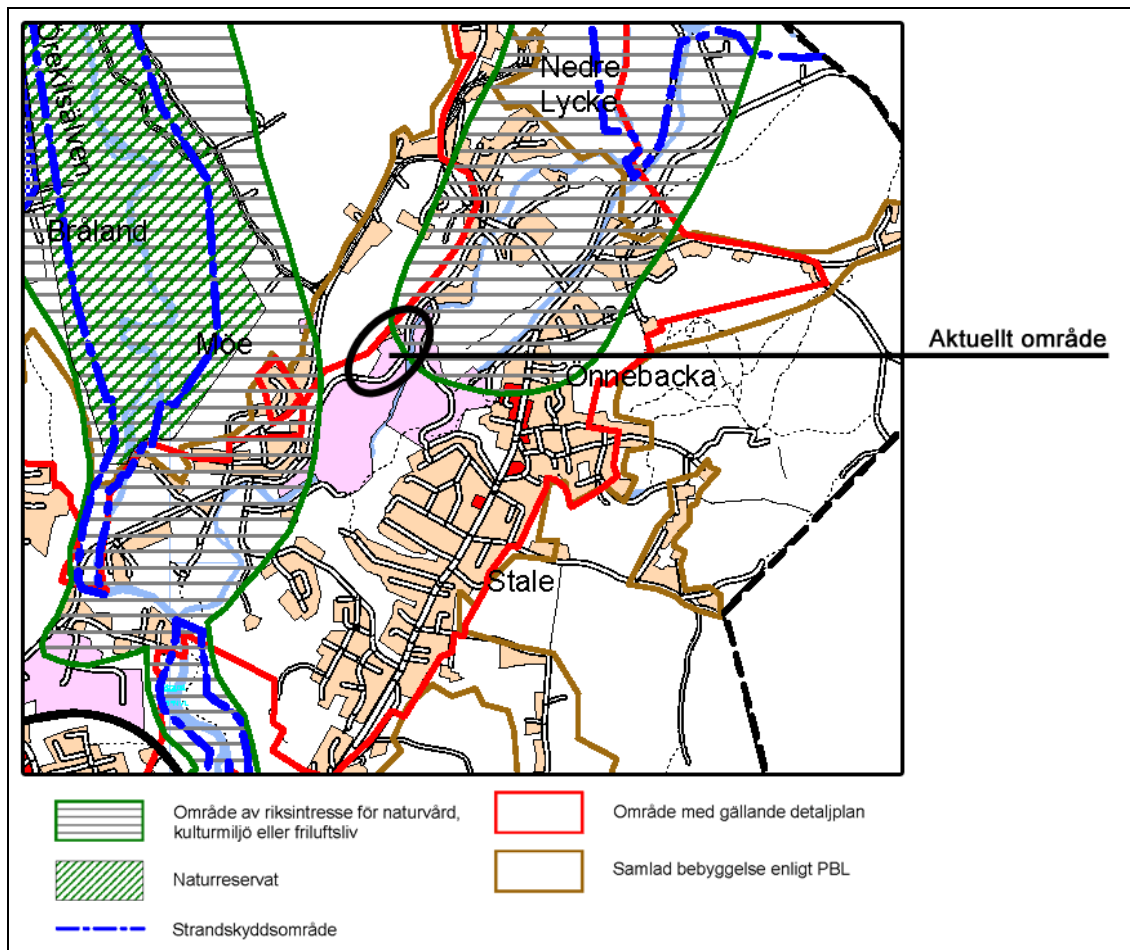 Nedre
Lycke
Örekilsälven
Bråland
Möe
Aktuellt område
Önnebacka
Stale
Område av riksintresse för naturvård,
kulturmiljö eller friluftsliv
Område med gällande detaljplan
Naturreservat
Samlad bebyggelse enligt PBL
Strandskyddsområde